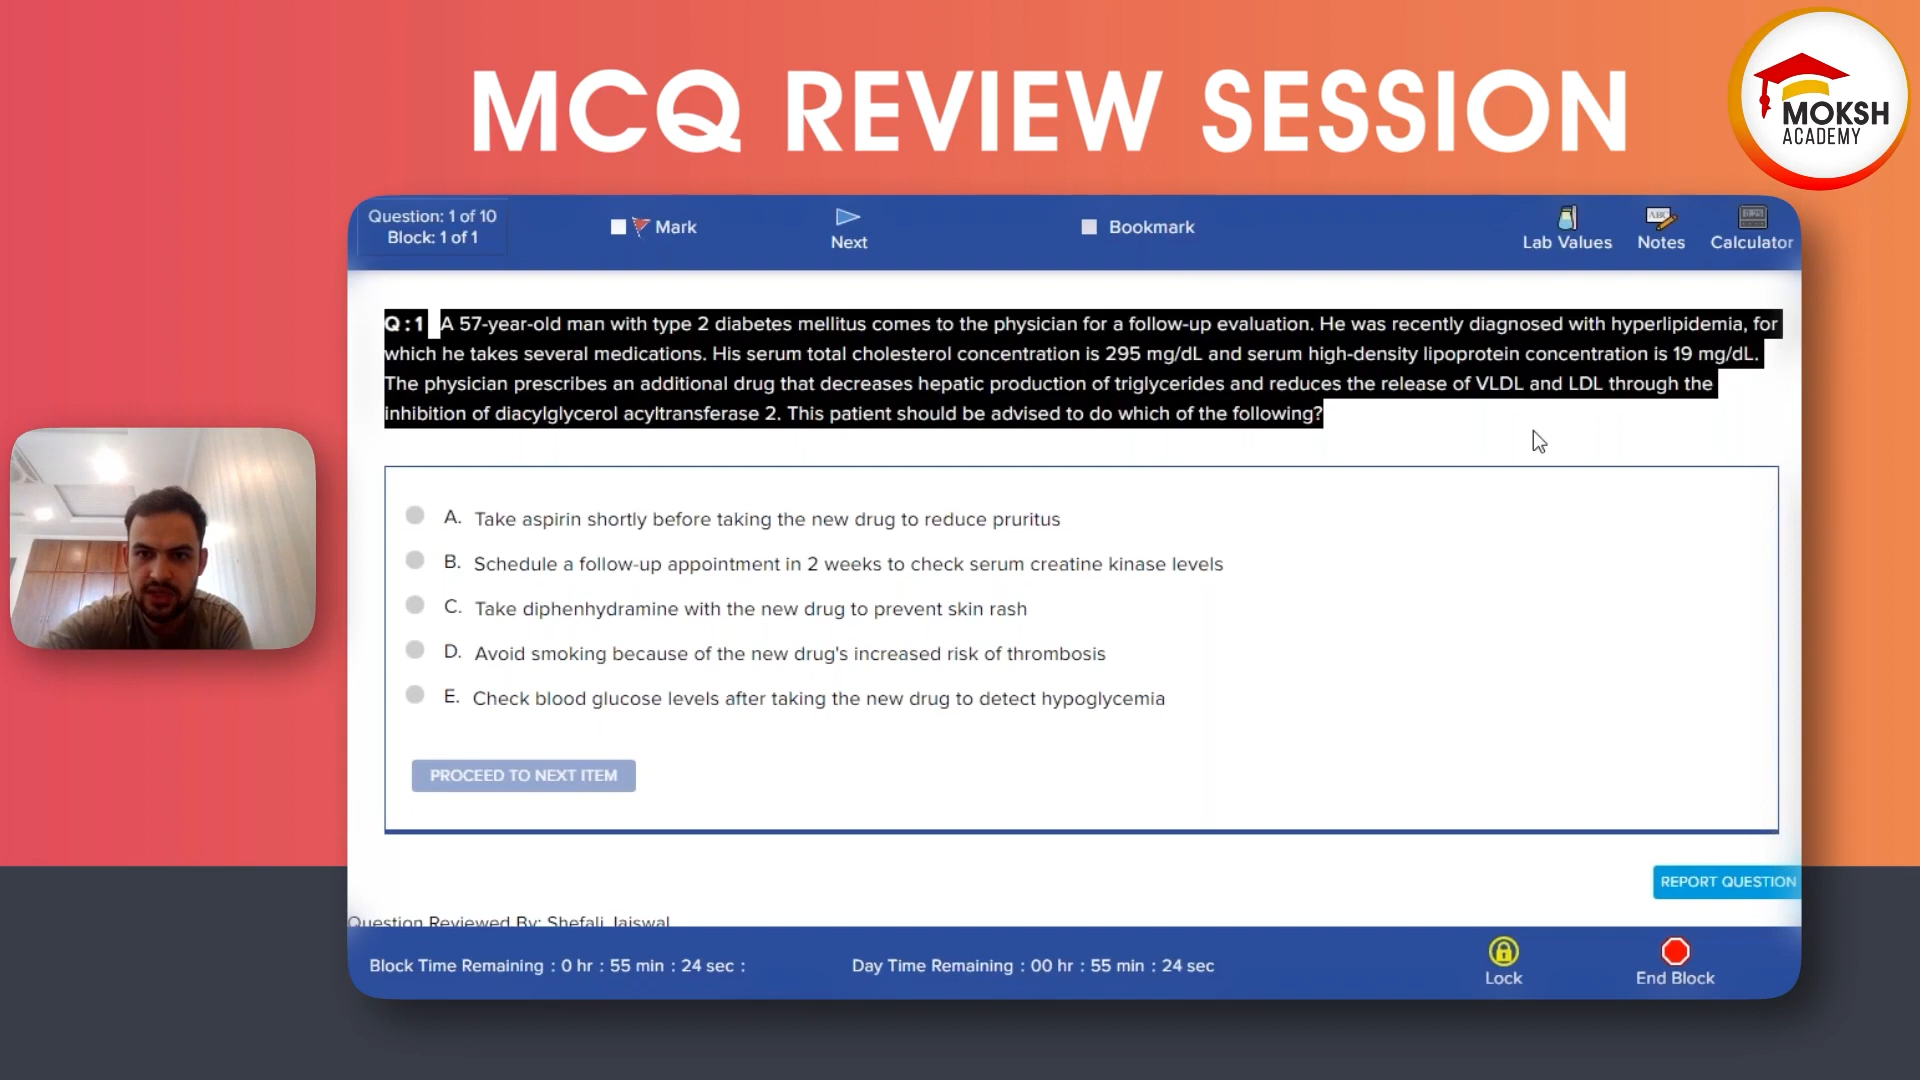 MCQ REVIEW SESSION
MOKSH
ACADEMY
Question: 1 of 10
Block: 1 of 1
Mark
Next
Bookmark
Lab Values
ABC
Notes
Calculator
Q : 1 A 57-year-old man with type 2 diabetes mellitus comes to the physician for a follow-up evaluation. He was recently diagnosed with hyperlipidemia, for
which he takes several medications. His serum total cholesterol concentration is 295 mg/dL and serum high-density lipoprotein concentration is 19 mg/dL.
The physician prescribes an additional drug that decreases hepatic production of triglycerides and reduces the release of VLDL and LDL through the
inhibition of diacylglycerol acyltransferase 2. This patient should be advised to do which of the following?
A. Take aspirin shortly before taking the new drug to reduce pruritus
B. Schedule a follow-up appointment in 2 weeks to check serum creatine kinase levels
C. Take diphenhydramine with the new drug to prevent skin rash
D. Avoid smoking because of the new drug's increased risk of thrombosis
E. Check blood glucose levels after taking the new drug to detect hypoglycemia
PROCEED TO NEXT ITEM
REPORT QUESTION
Question Reviewed By: Shefali Jaiswal
Block Time Remaining : 0 hr : 55 min : 24 sec :
Day Time Remaining : 00 hr : 55 min : 24 sec
Lock
End Block